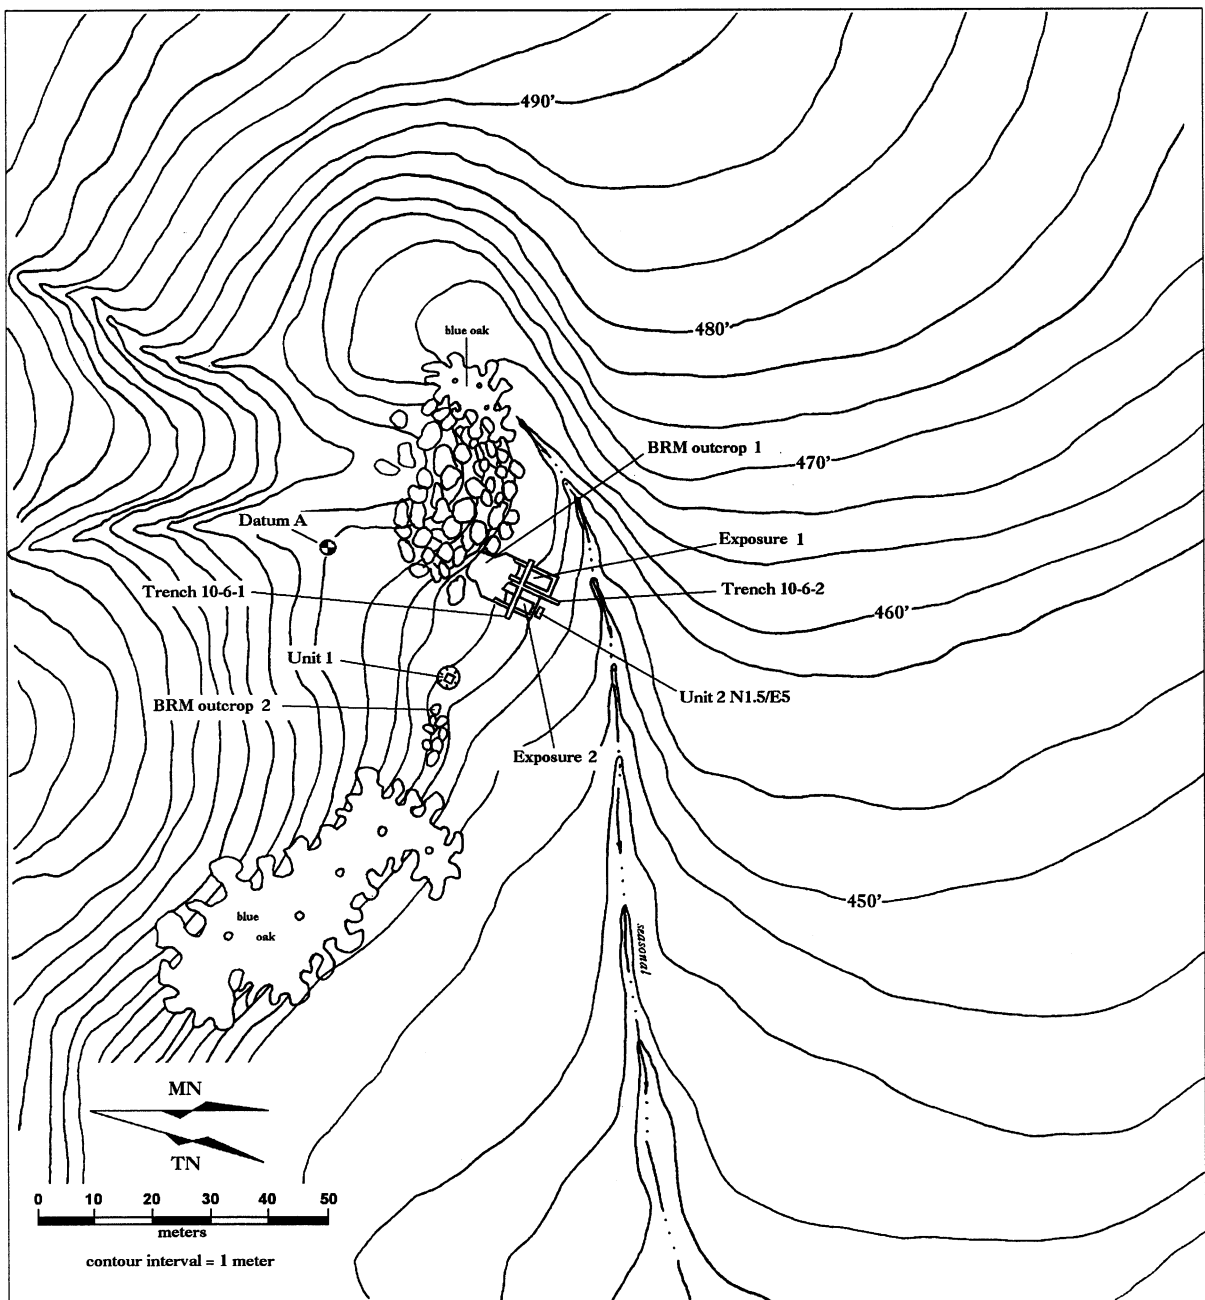 490'
480'
blue oak
BRM outcrop 1
470'
Datum A
Exposure 1
Trench 10-6-1
Trench 10-6-2
460'
Unit 1
Unit 2 N1.5/E5
BRM outcrop 2
Exposure 2
450'
blue
oak
seasonal
MN
TN
0 10 20 30 40 50
meters
contour interval = 1 meter